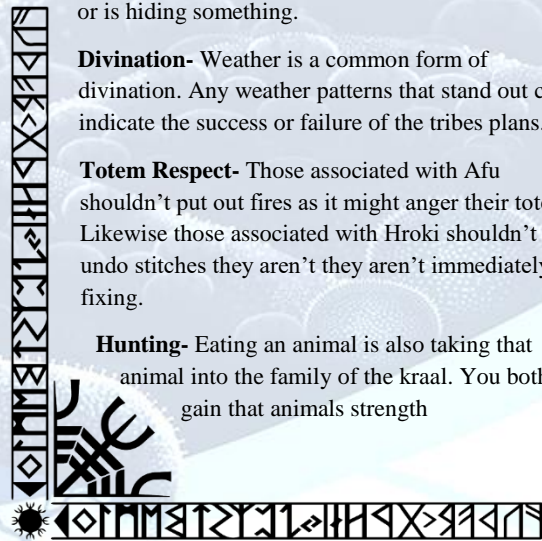 or is hiding something.
Divination- Weather is a common form of
divination. Any weather patterns that stand out
indicate the success or failure of the tribes plans.
Totem Respect- Those associated with Afu
shouldn't put out fires as it might anger their
Likewise those associated with Hroki shouldn't
undo stitches they aren't they aren't immediately
fixing.
Hunting- Eating an animal is also taking that
animal into the family of the kraal. You both
gain that animals strength